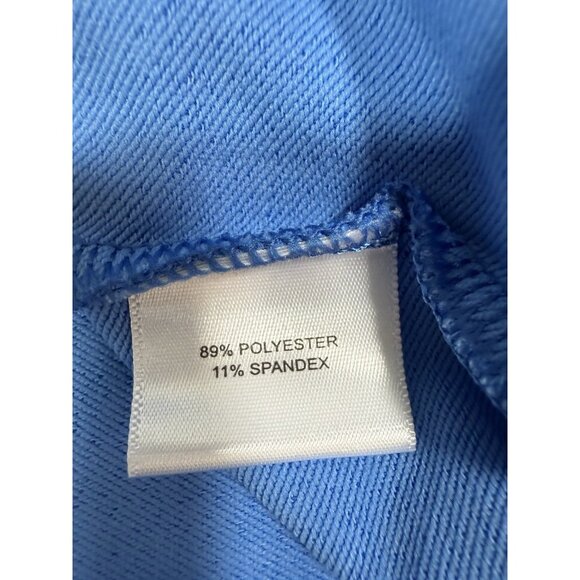 89% POLYESTER
11% SPANDEX